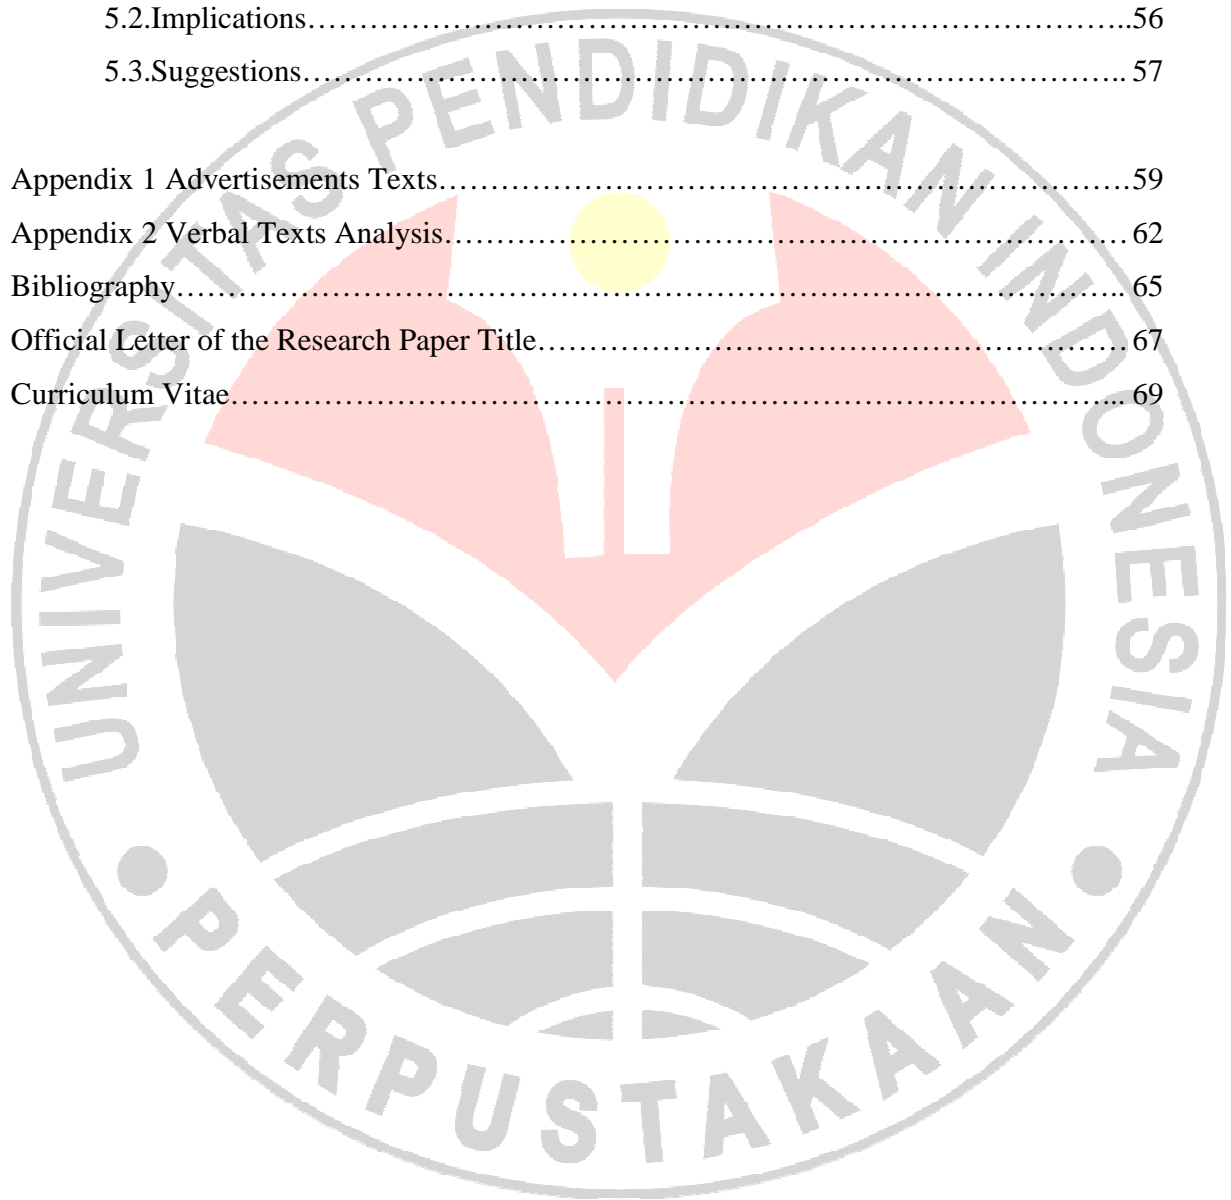 5.2.Implications……………………………………………………………………..56
5.3.Suggestions…………………………………………………………………….. 57
Appendix 1 Advertisements Texts………………………………………………………….59
Appendix 2 Verbal Texts Analysis………………………………………………………… 62
Bibliography……………………………………………………………………………….. 65
Official Letter of the Research Paper Title………………………………………………… 67
Curriculum Vitae…………………………………………………………………………... 69
UNIVERSITAS PENDIDIKAN INDONESIA
PERPUSTAKAAN